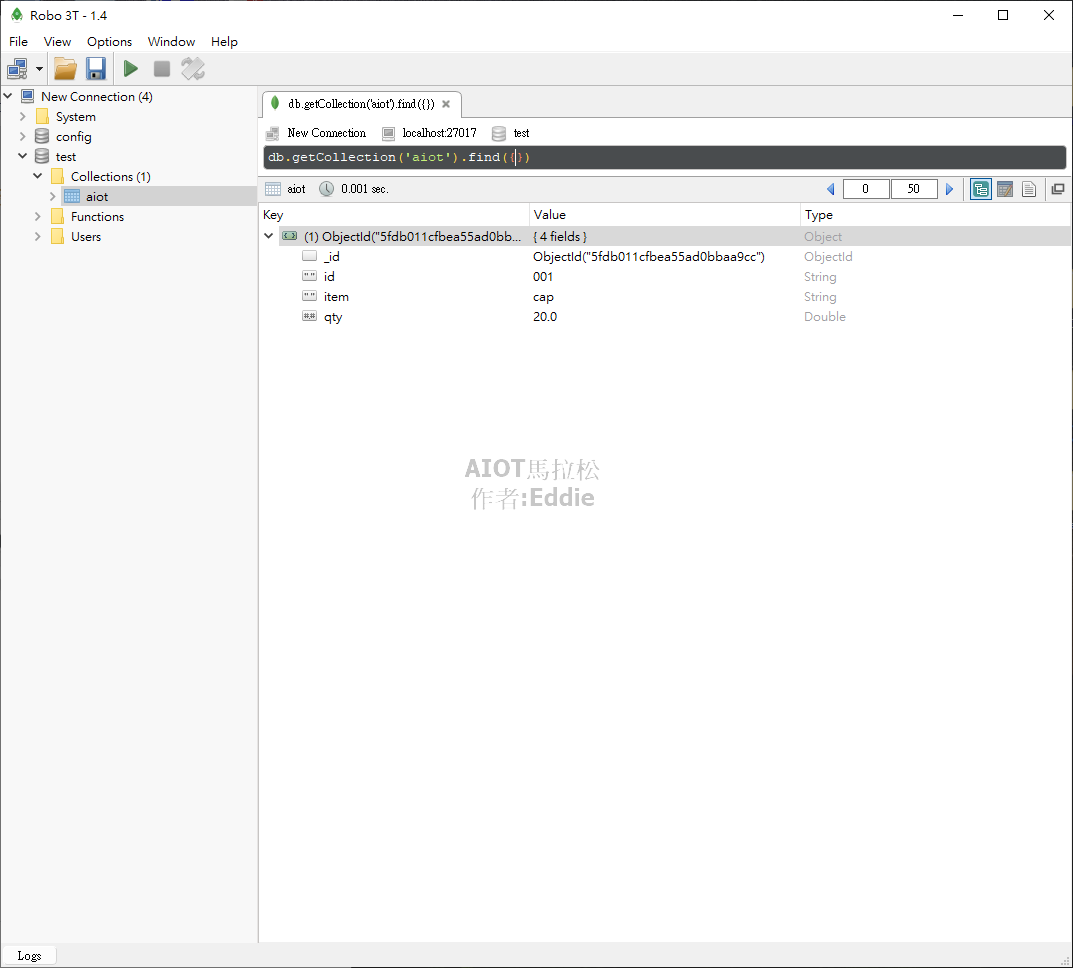 Robo 3T - 1.4
File View Options Window Help
New Connection (4)
System
config
test
Collections (1)
aiot
Functions
Users
db.getCollection('aiot').find({})
New Connection localhost:27017 test
db.getCollection('aiot').find({})
aiot 0.001 sec. 0 50
Key Value Type
(1) ObjectId("5fdb011cfbea55ad0bb... { 4 fields } Object
_id ObjectId("5fdb011cfbea55ad0bbaa9cc") ObjectId
id 001 String
item cap String
qty 20.0 Double
AIOT馬拉松
作者:Eddie
Logs